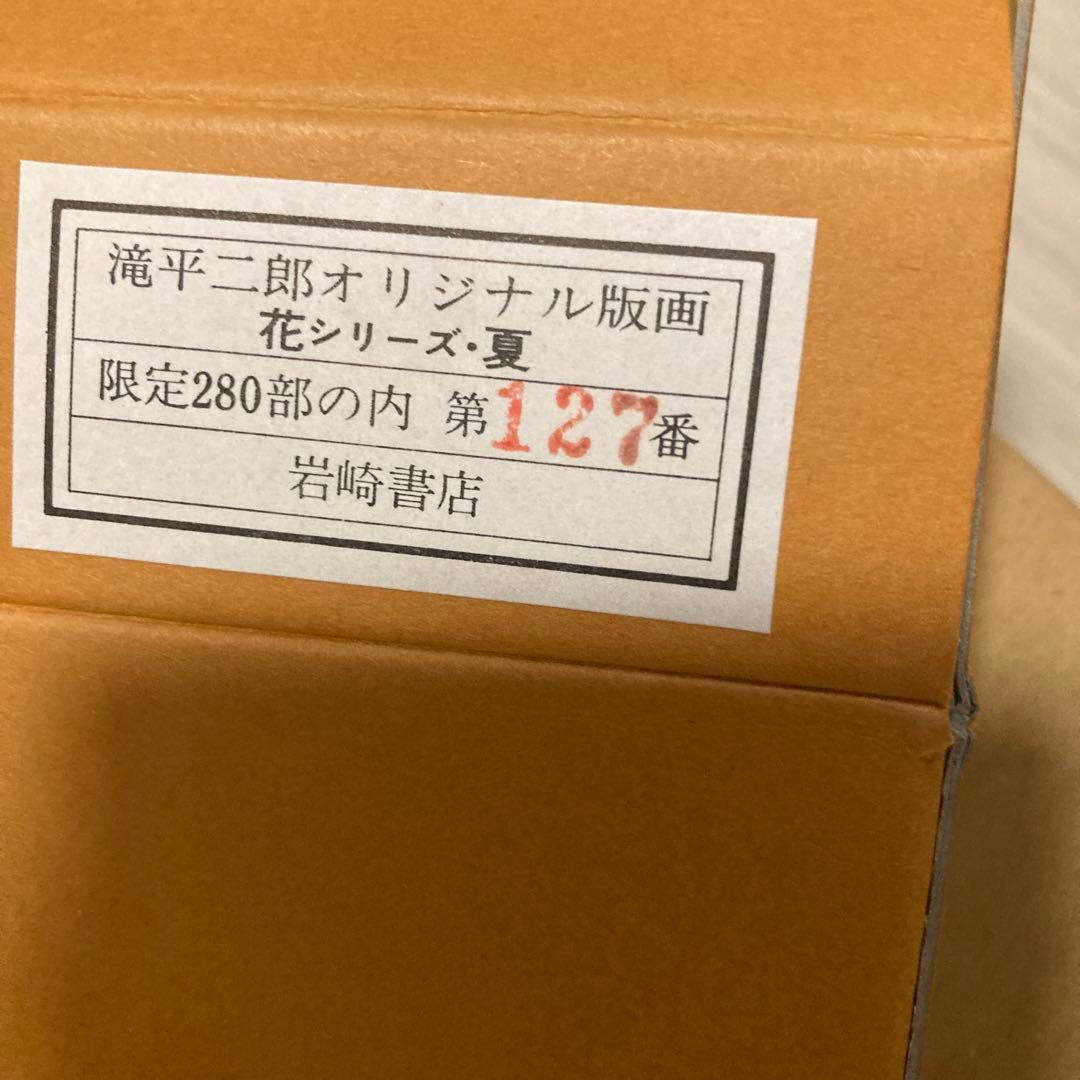 滝平二郎オリジナル版画
花シリーズ・夏
限定280部の内 第127番
岩崎書店